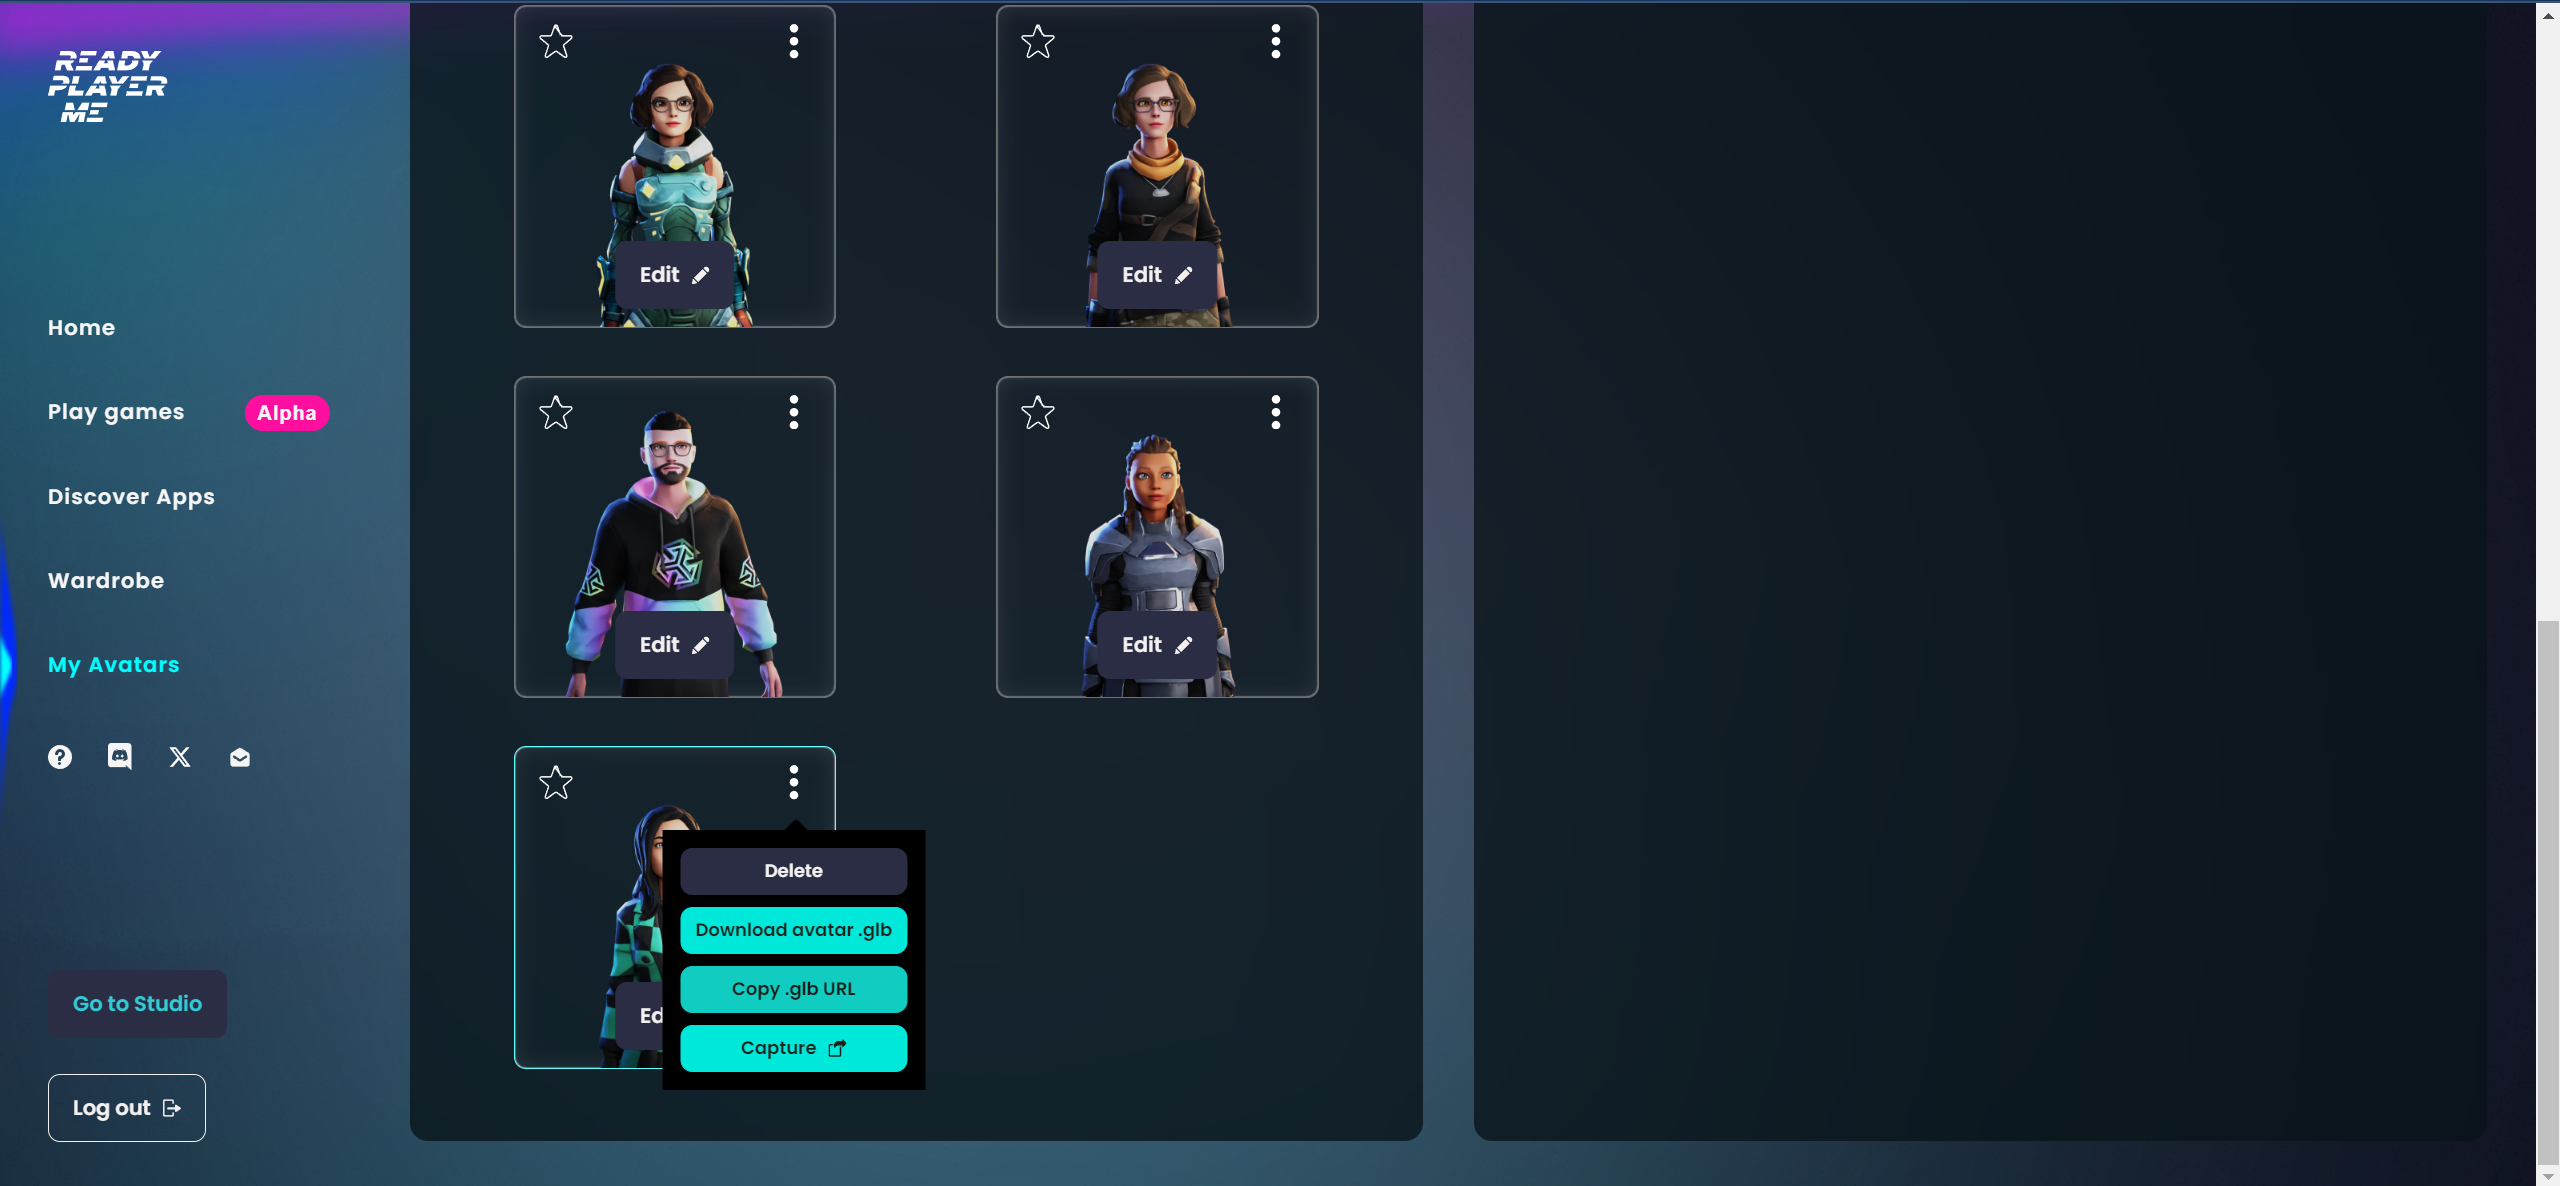 READY
PLAYER
ME
Home
Play games
Alpha
Discover Apps
Wardrobe
My Avatars
Go to Studio
Log out
Edit
Edit
Edit
Edit
Ed
Delete
Download avatar .glb
Copy .glb URL
Capture